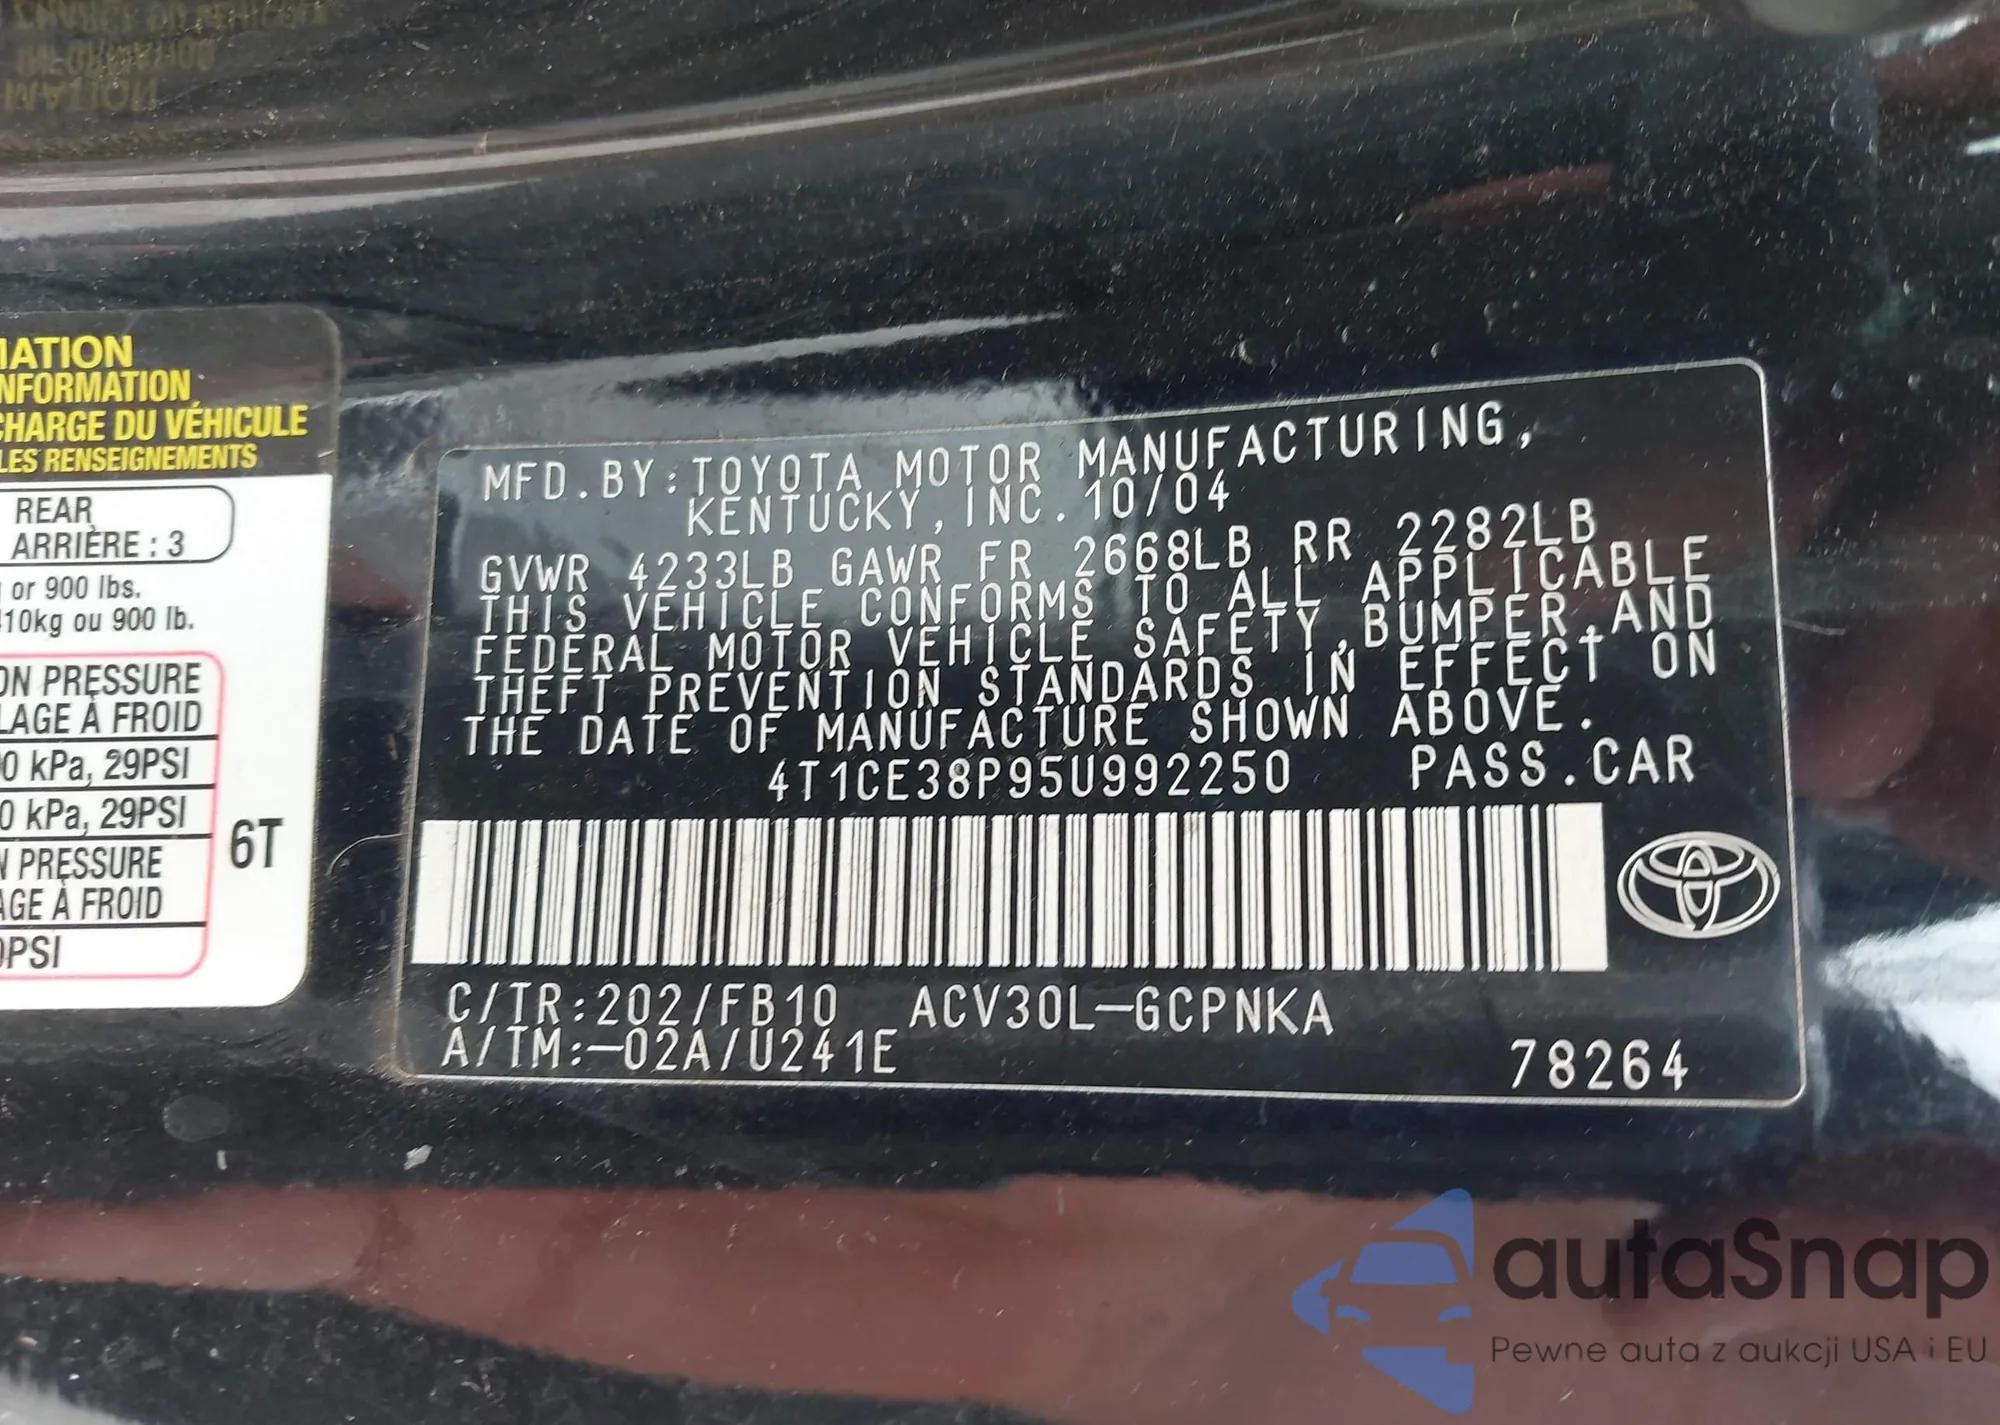 MATION
NFORMATION
CHARGE DU VÉHICULE
LES RENSEIGNEMENTS
REAR
ARRIÈRE : 3
or 900 lbs.
10kg ou 900 lb.
ON PRESSURE
LAGE À FROID
0 kPa, 29PSI
0 kPa, 29PSI
N PRESSURE
AGE À FROID
0PSI
6T
MFD.BY:TOYOTA MOTOR MANUFACTURING,
KENTUCKY,INC.10/04
GVWR 4233LB GAWR FR 2668LB RR 2282LB
THIS VEHICLE CONFORMS TO ALL APPLICABLE
FEDERAL MOTOR VEHICLE SAFETY,BUMPER,AND
THEFT PREVENTION STANDARDS IN EFFECT ON
THE DATE OF MANUFACTURE SHOWN ABOVE.
4T1CE38P95U992250 PASS.CAR
C/TR:202/FB10 ACV30L-GCPNKA
A/TM:-02A/U241E 78264
autaSnap
Pewne auta z aukcji USA i EU